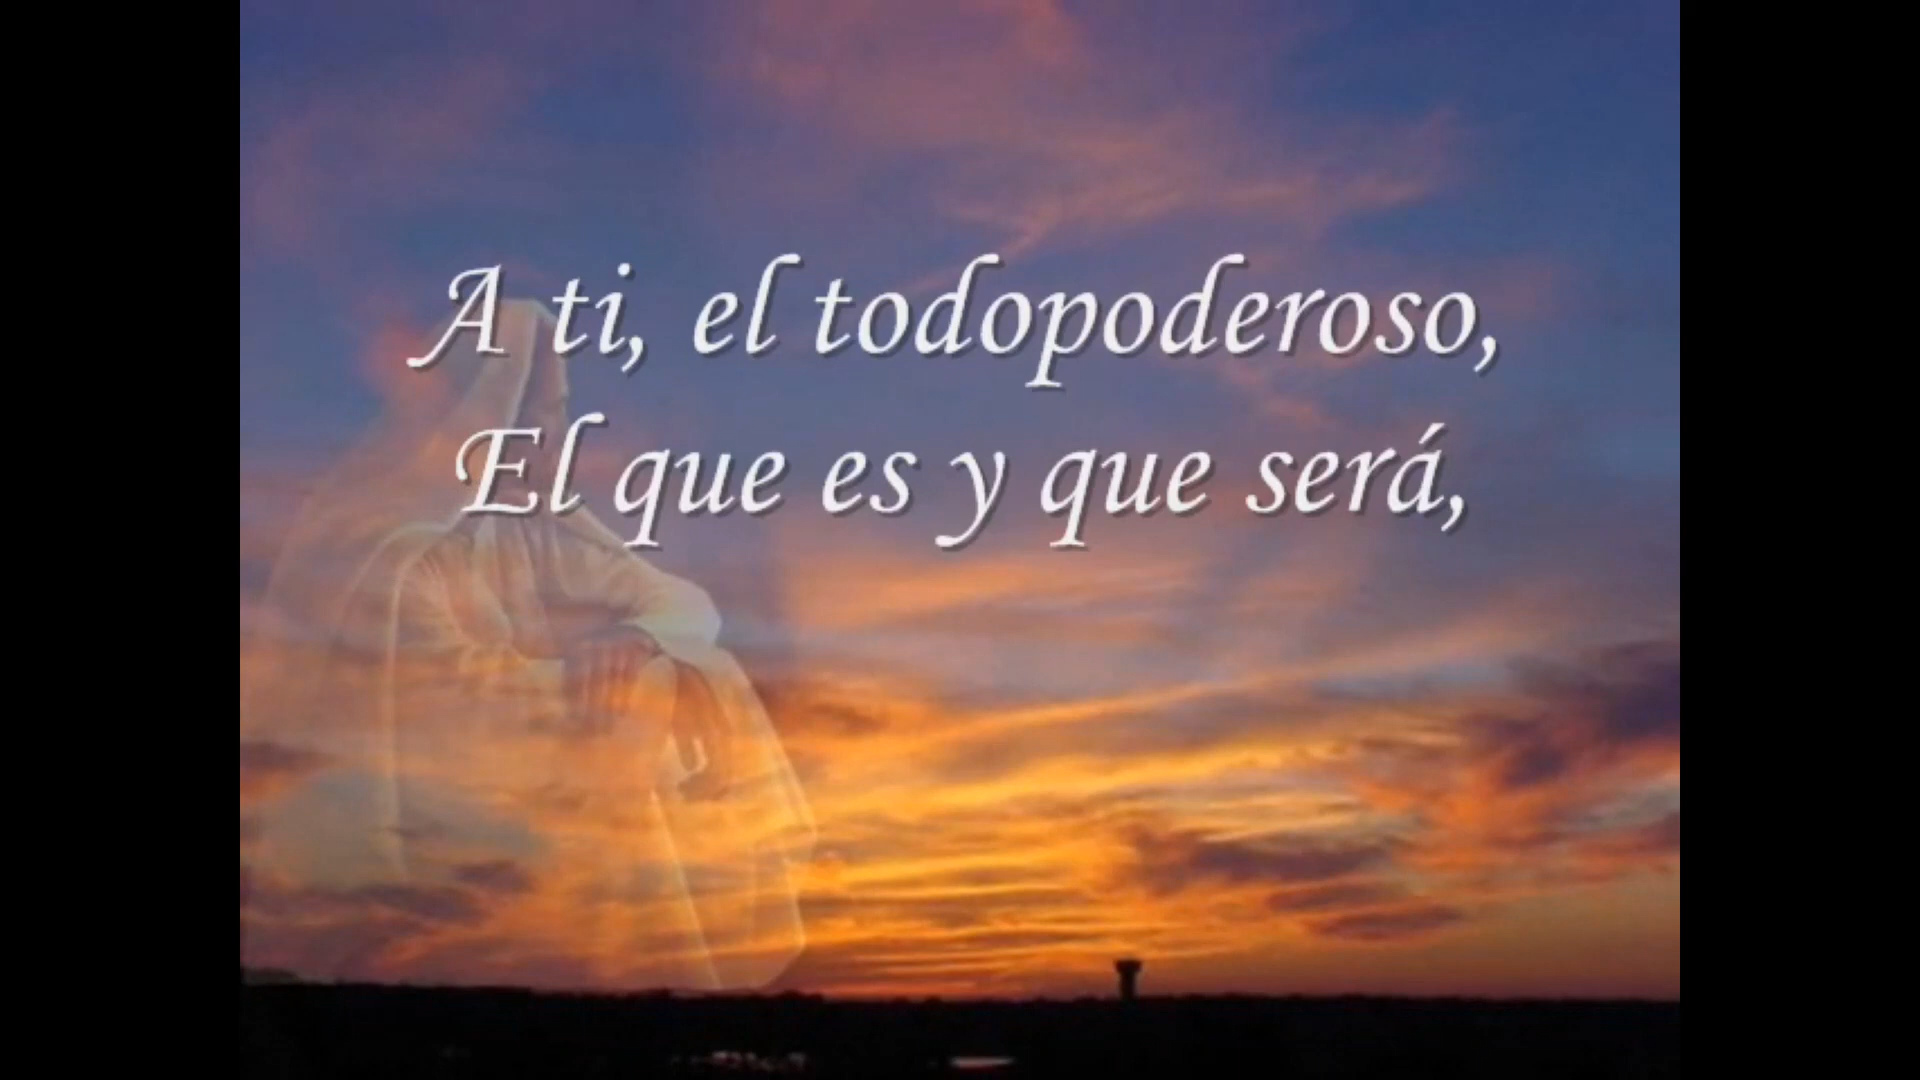 A ti, el todopoderoso,
El que es y que será,